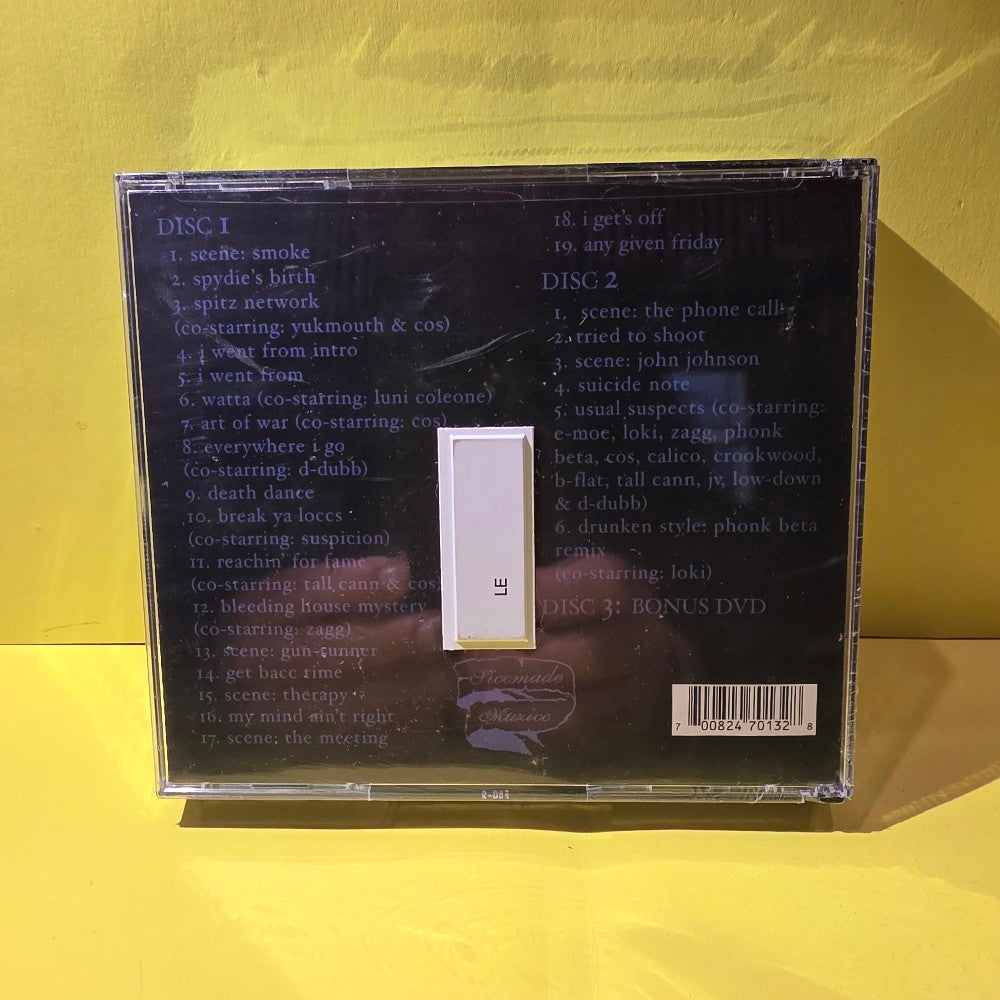 DISC 1
1. scene: smoke
2. spydie's birth
3. spitz network
(co-starring: yukmouth & cos)
4. i went from intro
5. i went from
6. watta (co-starring: luni coleone)
7. art of war (co-starring: cos)
8. everywhere i go
(co-starring: d-dubb)
9. death dance
10. break ya loccs
(co-starring: suspicion)
11. reachin' for fame
(co-starring: tall cann & cos)
12. bleeding house mystery
(co-starring: zagg)
13. scene: gun-runner
14. get bacc time
15. scene: therapy
16. my mind ain't right
17. scene: the meeting
18. i get's off
19. any given friday
DISC 2
1. scene: the phone call
2. tried to shoot
3. scene: john johnson
4. suicide note
5. usual suspects (co-starring:
e-moe, loki, zagg, phonk
beta, cos, calico, crookwood,
b-flat, tall cann, jv, low-down
& d-dubb)
6. drunken style: phonk beta
remix
(co-starring: loki)
DISC 3: BONUS DVD
LE
Siccmade
Muzicc
7 00824 70132 8